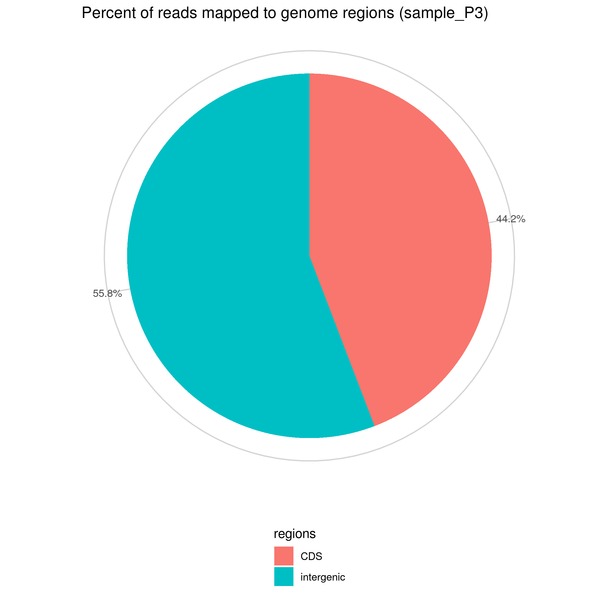 Percent of reads mapped to genome regions (sample_P3)
44.2%
55.8%
regions
CDS
intergenic